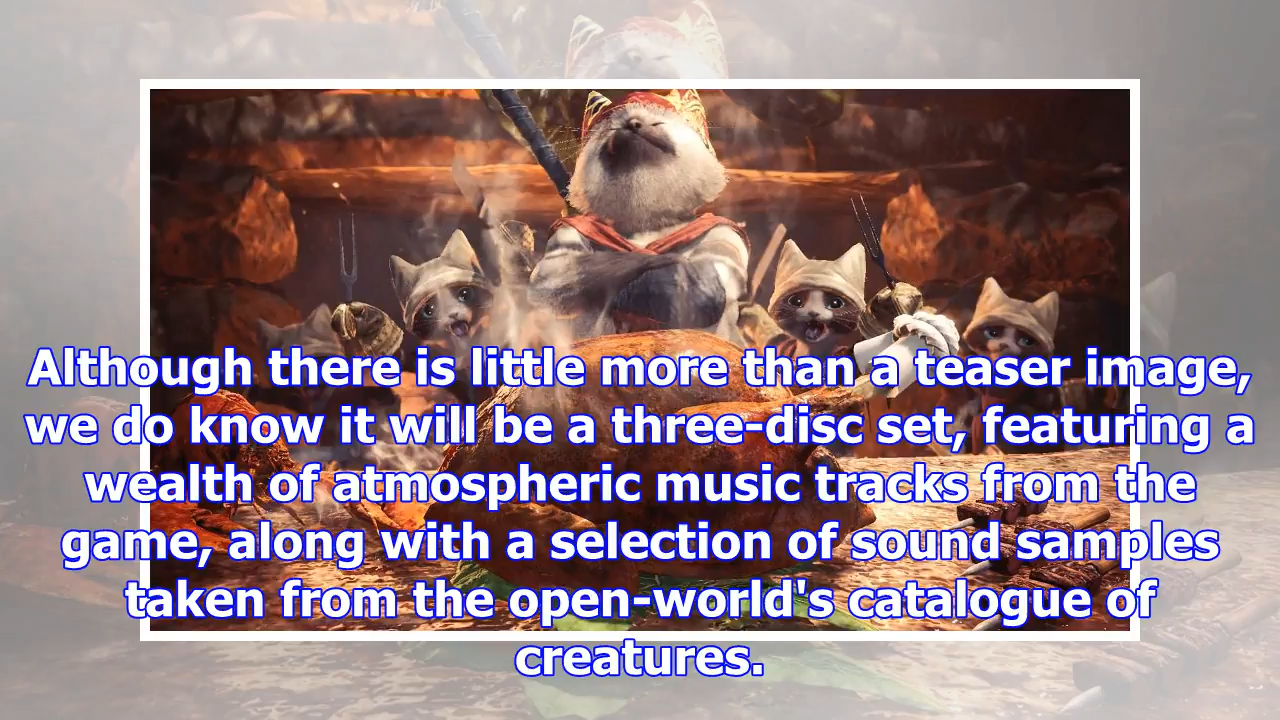 Although there is little more than a teaser image,
we do know it will be a three-disc set, featuring a
wealth of atmospheric music tracks from the
game, along with a selection of sound samples
taken from the open-world's catalogue of
creatures.